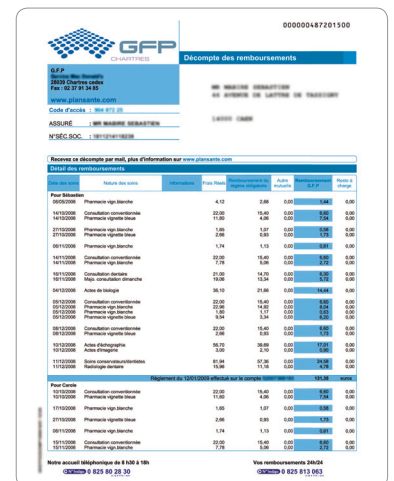 000000487201500
GFP
CHARTRES
Décompte des remboursements
G.F.P
28039 Chartres cedex
Fax : 02 37 91 34 85
www.plansante.com
Code d'accès :
ASSURÉ :
N°SÉC.SOC. :
Recevez ce décompte par mail, plus d'information sur www.plansante.com
Détail des remboursements
Date des soins Nature des soins Informations Frais Réels Remboursement du régime obligatoire Autre mutuelle Remboursement G.F.P Reste à charge
Pour Sébastien
06/05/2008 Pharmacie vign.blanche 4,12 2,66 0,00 1,44 0,00
14/10/2008 Consultation conventionnée 22,00 15,40 0,00 6,60 0,00
14/10/2008 Pharmacie vignette bleue 11,60 4,06 0,00 7,54 0,00
27/10/2008 Pharmacie vign.blanche 1,65 1,07 0,00 0,58 0,00
27/10/2008 Pharmacie vignette bleue 2,66 0,93 0,00 1,73 0,00
06/11/2008 Pharmacie vign.blanche 1,74 1,13 0,00 0,61 0,00
14/11/2008 Consultation conventionnée 22,00 15,40 0,00 6,60 0,00
14/11/2008 Pharmacie vign.blanche 7,78 5,06 0,00 2,72 0,00
16/11/2008 Consultation dentaire 21,00 14,70 0,00 6,30 0,00
16/11/2008 Majo. consultation dimanche 19,06 13,34 0,00 5,72 0,00
04/12/2008 Actes de biologie 36,10 21,66 0,00 14,44 0,00
05/12/2008 Consultation conventionnée 22,00 15,40 0,00 6,60 0,00
05/12/2008 Pharmacie vign.blanche 22,96 14,92 0,00 8,04 0,00
05/12/2008 Pharmacie vign.blanche 1,80 1,17 0,00 0,63 0,00
05/12/2008 Pharmacie vignette bleue 9,54 3,34 0,00 6,20 0,00
08/12/2008 Consultation conventionnée 22,00 15,40 0,00 6,60 0,00
08/12/2008 Pharmacie vignette bleue 2,66 0,93 0,00 1,73 0,00
10/12/2008 Actes d'échographie 56,70 39,69 0,00 17,01 0,00
10/12/2008 Actes d'imagerie 3,00 2,10 0,00 0,90 0,00
11/12/2008 Soins conservatoires/dentistes 81,94 57,36 0,00 24,58 0,00
11/12/2008 Radiologie dentaire 15,96 11,18 0,00 4,78 0,00
Règlement du 12/01/2009 effectué sur le compte 131,35 euros
Pour Carole
10/10/2008 Consultation conventionnée 22,00 15,40 0,00 6,60 0,00
10/10/2008 Pharmacie vignette bleue 11,60 4,06 0,00 7,54 0,00
17/10/2008 Pharmacie vign.blanche 1,65 1,07 0,00 0,58 0,00
27/10/2008 Pharmacie vignette bleue 2,66 0,93 0,00 1,73 0,00
06/11/2008 Pharmacie vign.blanche 1,74 1,13 0,00 0,61 0,00
10/11/2008 Consultation conventionnée 22,00 15,40 0,00 6,60 0,00
10/11/2008 Pharmacie vign.blanche 7,78 5,06 0,00 2,72 0,00
Notre accueil téléphonique de 8 h30 à 18h Vos remboursements 24h/24
N°Indigo 0 825 80 28 30 N°Indigo 0 825 813 063